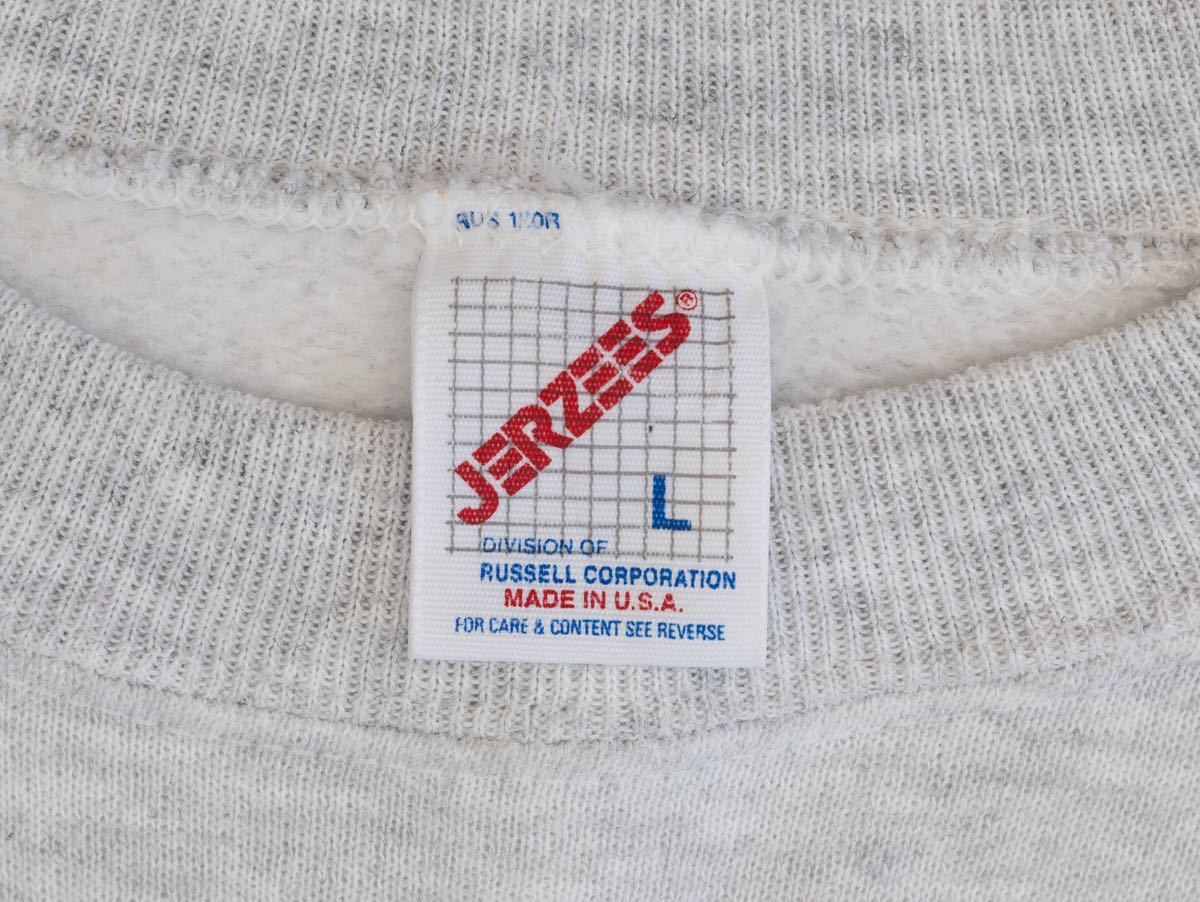 JERZEES®
L
DIVISION OF
RUSSELL CORPORATION
MADE IN U.S.A.
FOR CARE & CONTENT SEE REVERSE